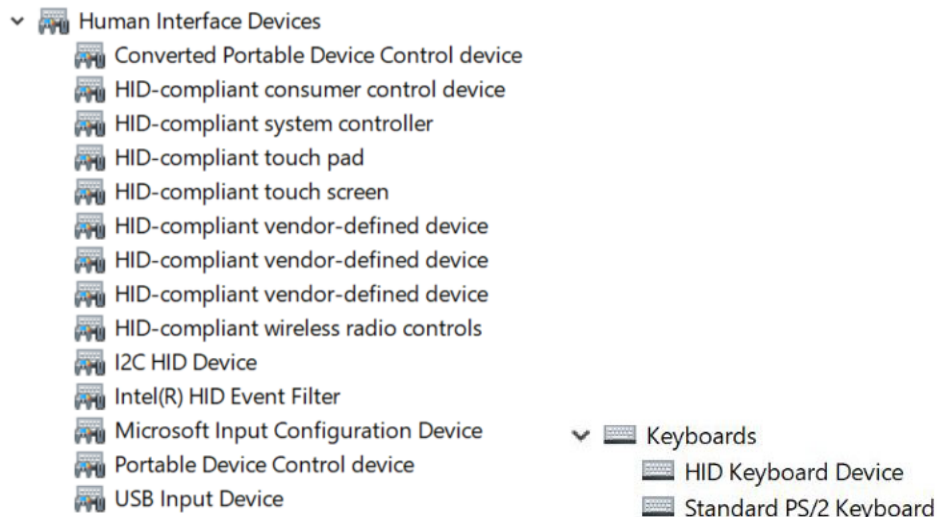 Human Interface Devices
Converted Portable Device Control device
HID-compliant consumer control device
HID-compliant system controller
HID-compliant touch pad
HID-compliant touch screen
HID-compliant vendor-defined device
HID-compliant vendor-defined device
HID-compliant vendor-defined device
HID-compliant wireless radio controls
I2C HID Device
Intel(R) HID Event Filter
Microsoft Input Configuration Device
Portable Device Control device
USB Input Device
Keyboards
HID Keyboard Device
Standard PS/2 Keyboard